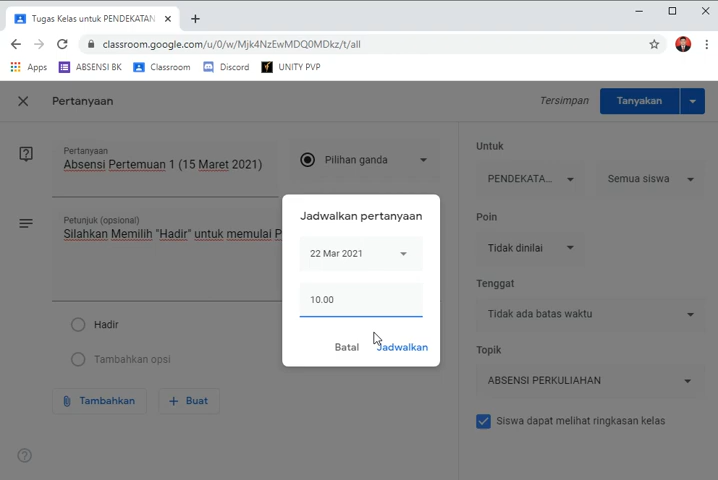 Tugas Kelas untuk PENDEKATAN
classroom.google.com/u/0/w/Mjk4NzEwMDQ0MDkz/t/all
Apps ABSENSI BK Classroom Discord UNITY PVP
Pertanyaan Tersimpan Tanyakan
Pertanyaan
Absensi Pertemuan 1 (15 Maret 2021)
Pilihan ganda
Petunjuk (opsional)
Silahkan Memilih "Hadir" untuk memulai P
Hadir
Tambahkan opsi
Tambahkan
Buat
Jadwalkan pertanyaan
22 Mar 2021
10.00
Batal Jadwalkan
Untuk
PENDEKATA... Semua siswa
Poin
Tidak dinilai
Tenggat
Tidak ada batas waktu
Topik
ABSENSI PERKULIAHAN
Siswa dapat melihat ringkasan kelas